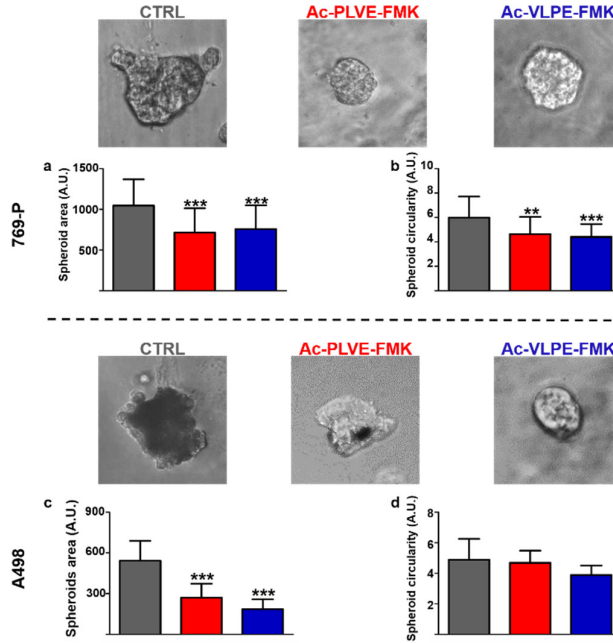 CTRL Ac-PLVE-FMK Ac-VLPE-FMK
769-P
a
Spheroid area (A.U.)
1500
1000
500
*** ***
b
Spheroid circularity (A.U.)
10
8
6
4
2
** ***
CTRL Ac-PLVE-FMK Ac-VLPE-FMK
A498
c
Spheroids area (A.U.)
900
600
300
*** ***
d
Spheroid circularity (A.U.)
8
6
4
2